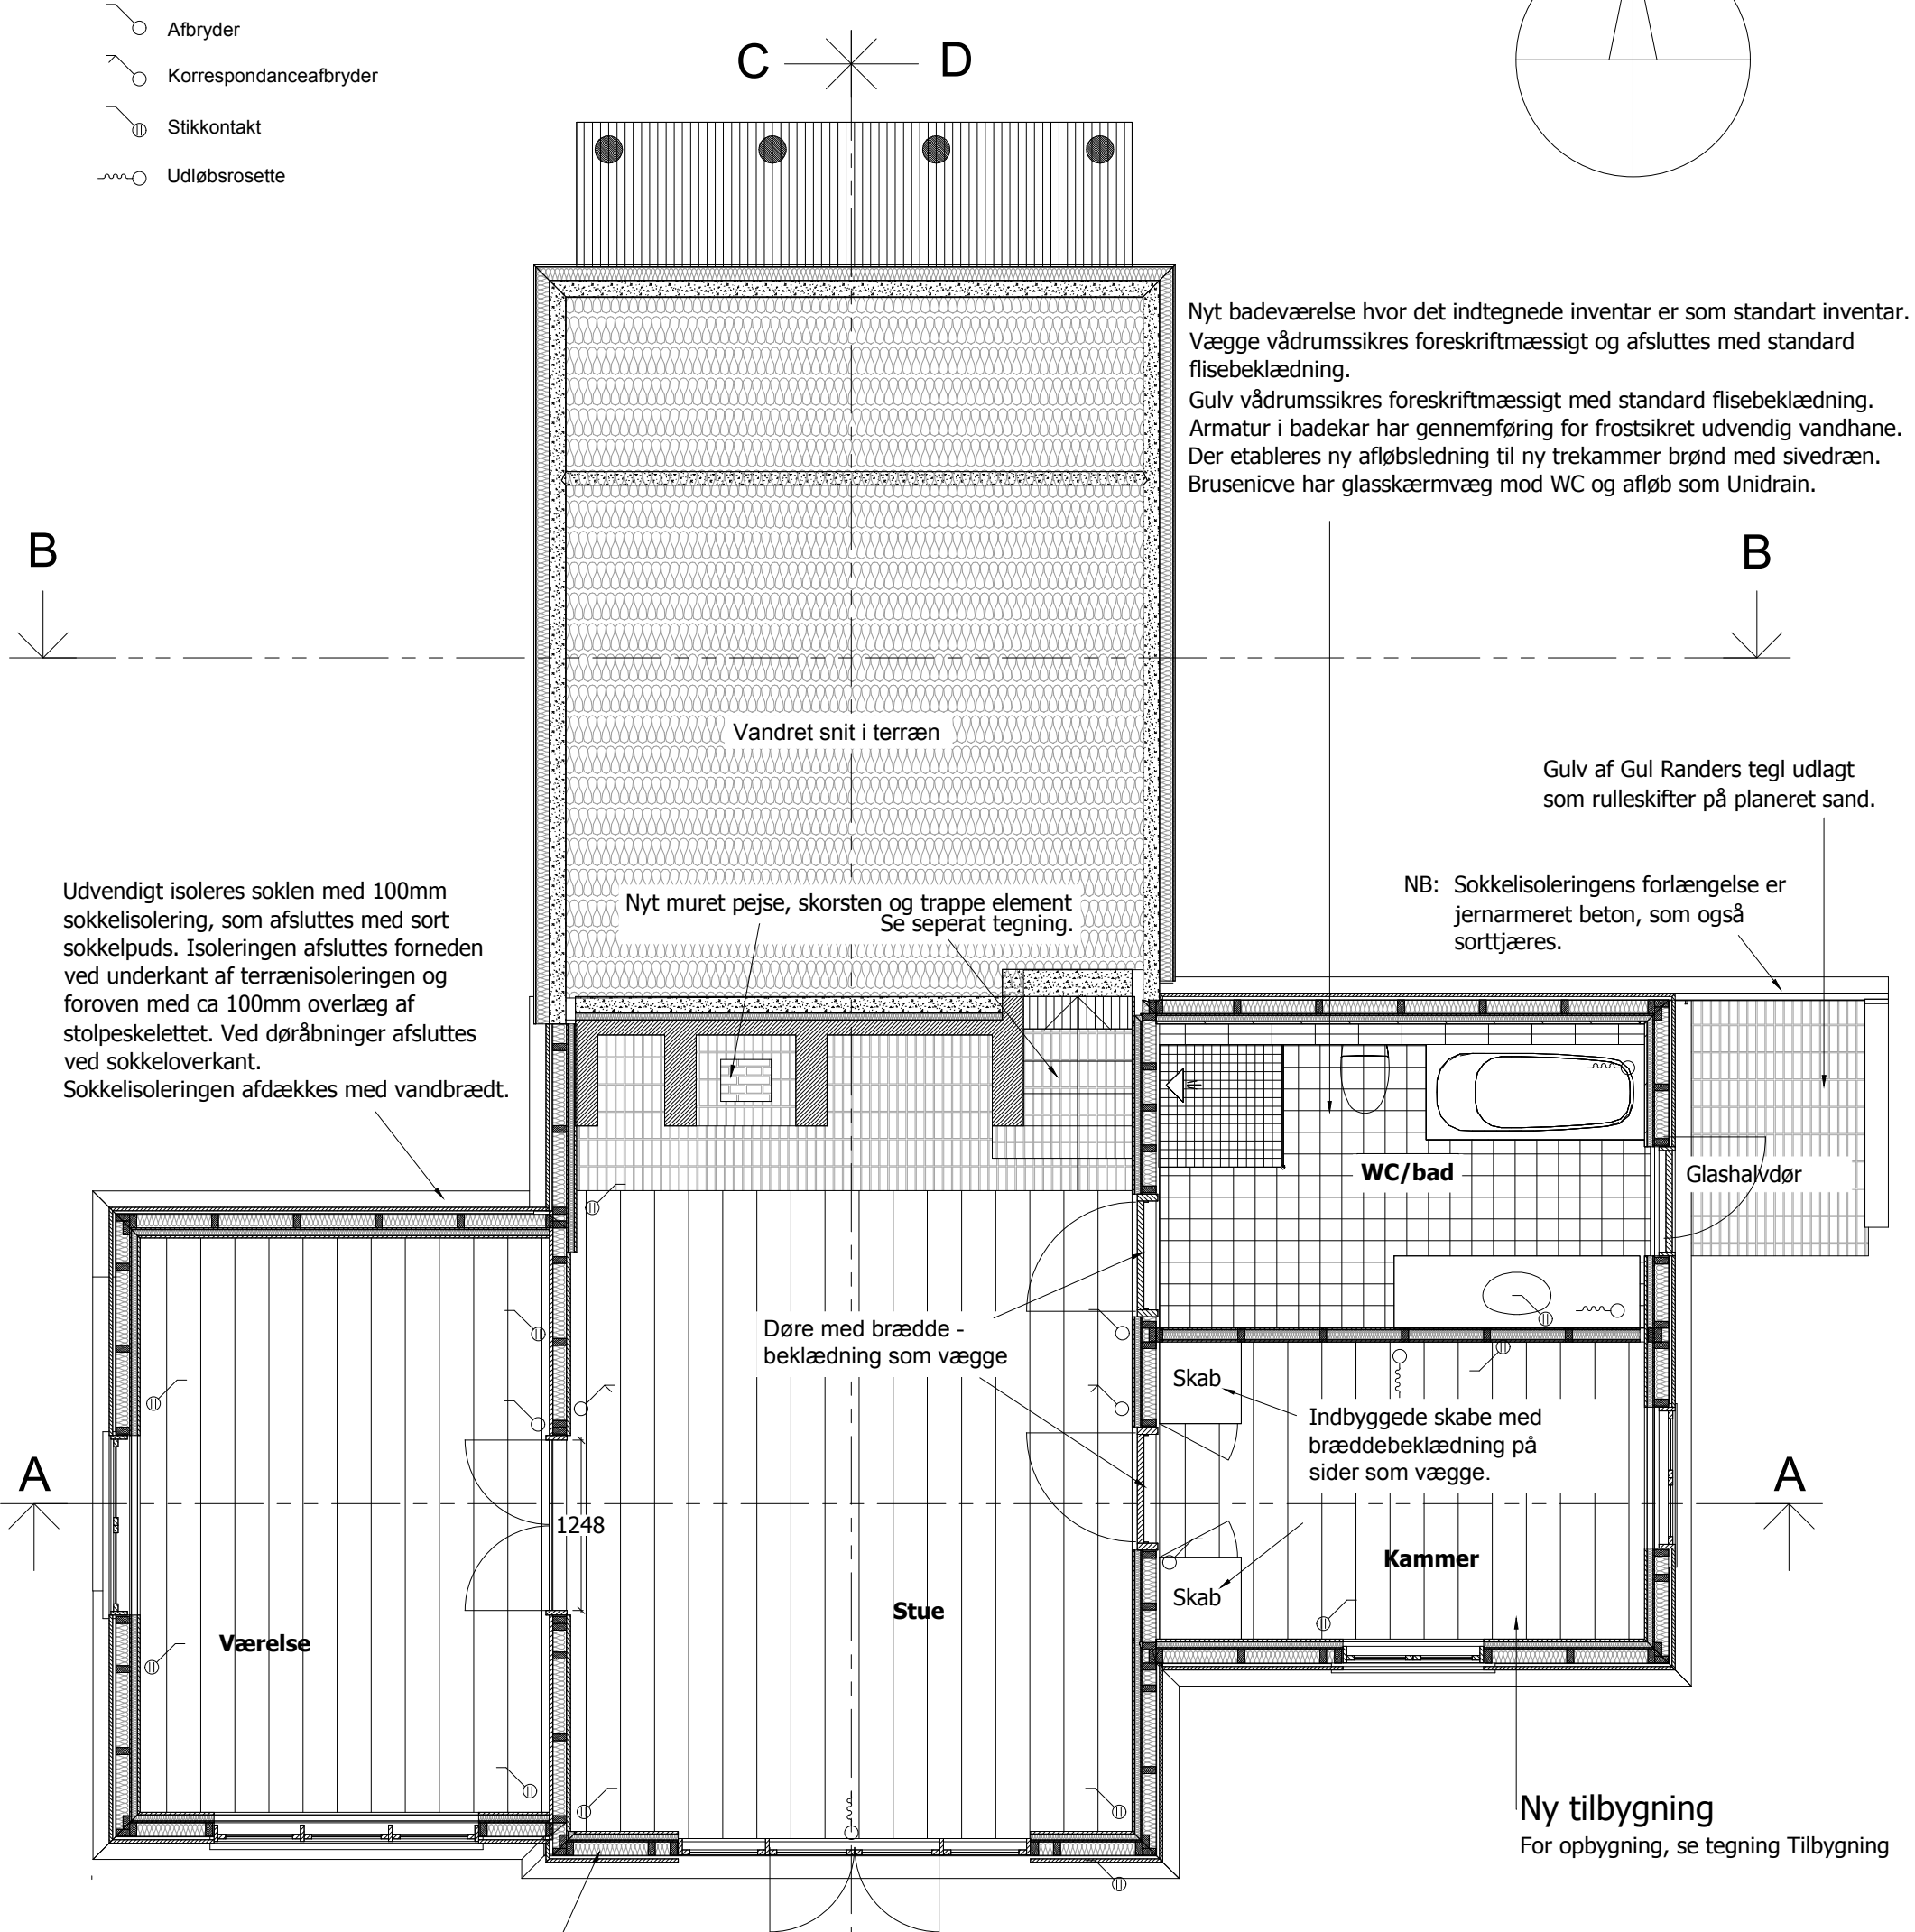 Afbryder
Korrespondanceafbryder
Stikkontakt
Udløbsrosette
C
D
Nyt badeværelse hvor det indtegnede inventar er som standart inventar.
Vægge vådrumssikres foreskriftmæssigt og afsluttes med standard
flisebeklædning.
Gulv vådrumssikres foreskriftmæssigt med standard flisebeklædning.
Armatur i badekar har gennemføring for frostsikret udvendig vandhane.
Der etableres ny afløbsledning til ny trekammer brønd med sivedræn.
Brusenicve har glasskærmvæg mod WC og afløb som Unidrain.
B
B
Vandret snit i terræn
Gulv af Gul Randers tegl udlagt
som rulleskifter på planeret sand.
NB: Sokkelisoleringens forlængelse er
jernarmeret beton, som også
sorttjæres.
Udvendigt isoleres soklen med 100mm
sokkelisolering, som afsluttes med sort
sokkelpuds. Isoleringen afsluttes forneden
ved underkant af terrænisoleringen og
foroven med ca 100mm overlæg af
stolpeskelettet. Ved døråbninger afsluttes
ved sokkeloverkant.
Sokkelisoleringen afdækkes med vandbrædt.
Nyt muret pejse, skorsten og trappe element
Se seperat tegning.
WC/bad
Glashalvdør
Døre med brædde -
beklædning som vægge
Skab
Indbyggede skabe med
bræddebeklædning på
sider som vægge.
A
A
1248
Kammer
Skab
Stue
Værelse
Ny tilbygning
For opbygning, se tegning Tilbygning